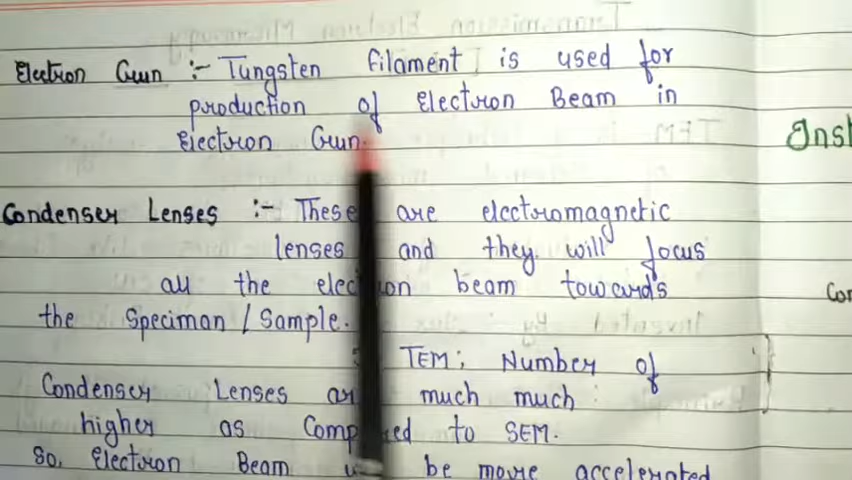 Electron Gun :- Tungsten filament is used for
production of Electron Beam in
Electron Gun.
Condenser Lenses :- These are electromagnetic
lenses and they will focus
all the electron beam towards
the Speciman / Sample.
TEM; Number of
Condenser Lenses are much much
higher as Compared to SEM.
So, Electron Beam be more accelerated